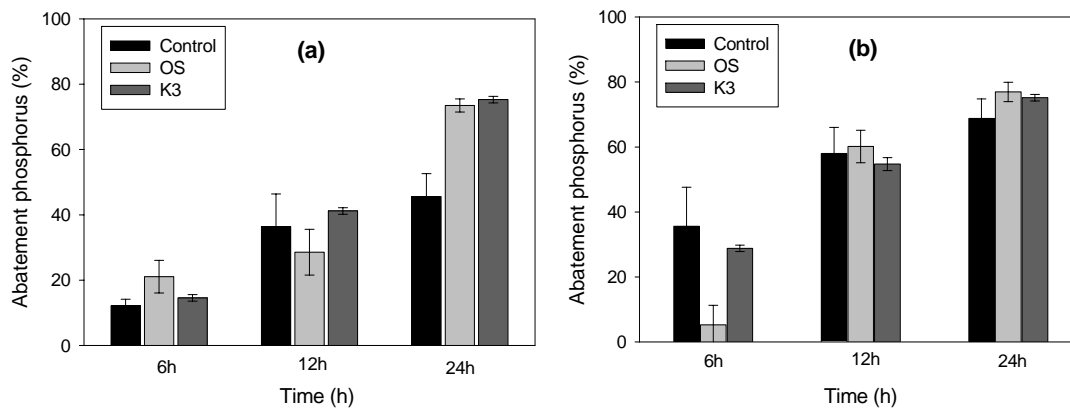 (a)
Control
OS
K3
Abatement phosphorus (%)
100
80
60
40
20
0
6h 12h 24h
Time (h)
(b)
Control
OS
K3
Abatement phosphorus (%)
100
80
60
40
20
0
6h 12h 24h
Time (h)